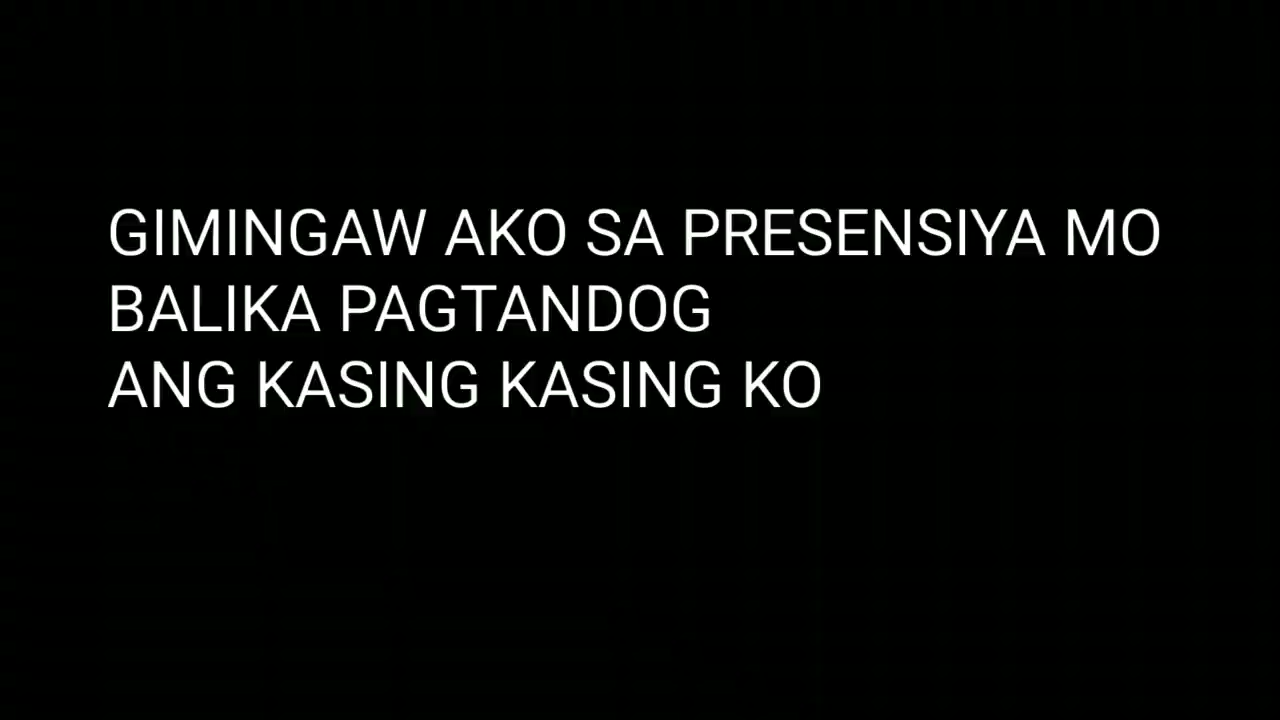 GIMINGAW AKO SA PRESENSIYA MO
BALIKA PAGTANDOG
ANG KASING KASING KO